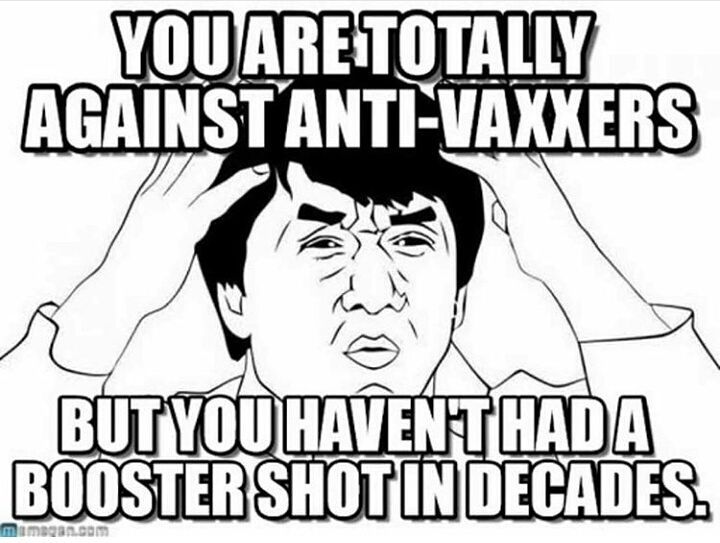 YOU ARE TOTALLY
AGAINST ANTI-VAXXERS
BUT YOU HAVEN'T HAD A
BOOSTER SHOT IN DECADES.
memegen.com